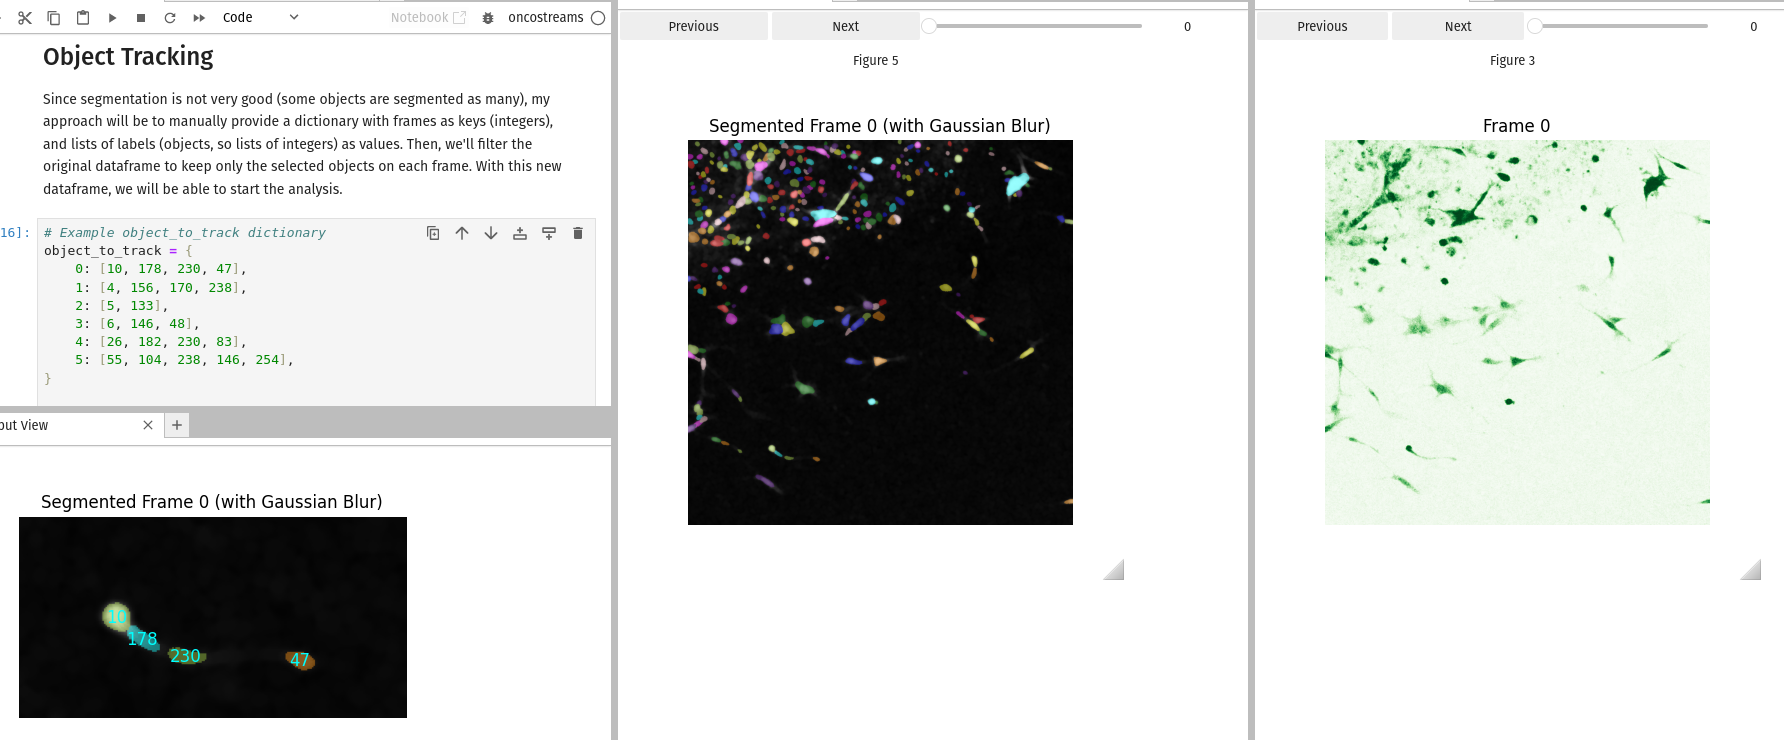 Code
Notebook
oncostreams
Object Tracking
Since segmentation is not very good (some objects are segmented as many), my
approach will be to manually provide a dictionary with frames as keys (integers),
and lists of labels (objects, so lists of integers) as values. Then, we'll filter the
original dataframe to keep only the selected objects on each frame. With this new
dataframe, we will be able to start the analysis.
16]:
# Example object_to_track dictionary
object_to_track = {
    0: [10, 178, 230, 47],
    1: [4, 156, 170, 238],
    2: [5, 133],
    3: [6, 146, 48],
    4: [26, 182, 230, 83],
    5: [55, 104, 238, 146, 254],
}
put View
Segmented Frame 0 (with Gaussian Blur)
10
178
230
47
Previous
Next
0
Figure 5
Segmented Frame 0 (with Gaussian Blur)
Previous
Next
0
Figure 3
Frame 0